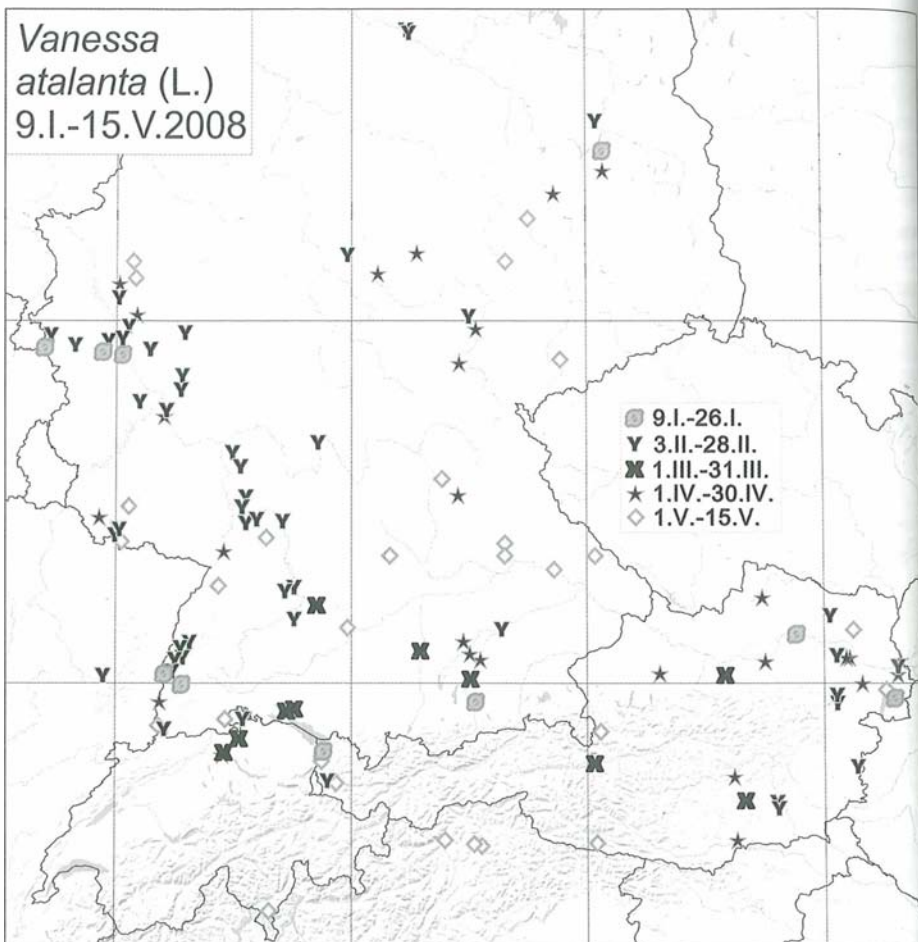 Vanessa
atalanta (L.)
9.I.-15.V.2008
9.I.-26.I.
3.II.-28.II.
1.III.-31.III.
1.IV.-30.IV.
1.V.-15.V.